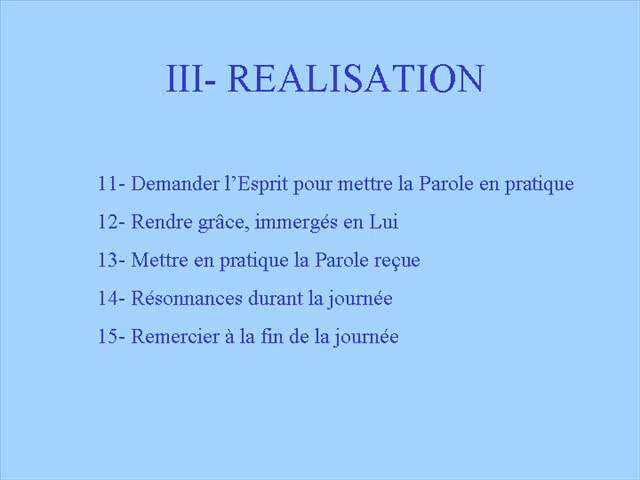 III- REALISATION
11- Demander l’Esprit pour mettre la Parole en pratique
12- Rendre grâce, immergés en Lui
13- Mettre en pratique la Parole reçue
14- Résonnances durant la journée
15- Remercier à la fin de la journée